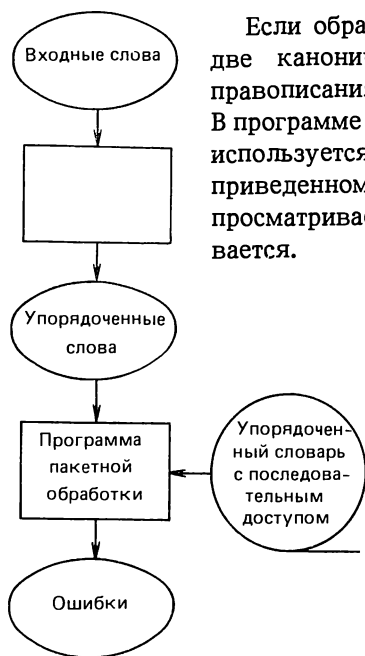 Входные слова
Упорядоченные
слова
Программа
пакетной
обработки
Ошибки
Упорядочен-
ный словарь
с последова-
тельным
доступом
Если обра
две канонич
правописани
В программе
используется
приведенном
просматривае
вается.